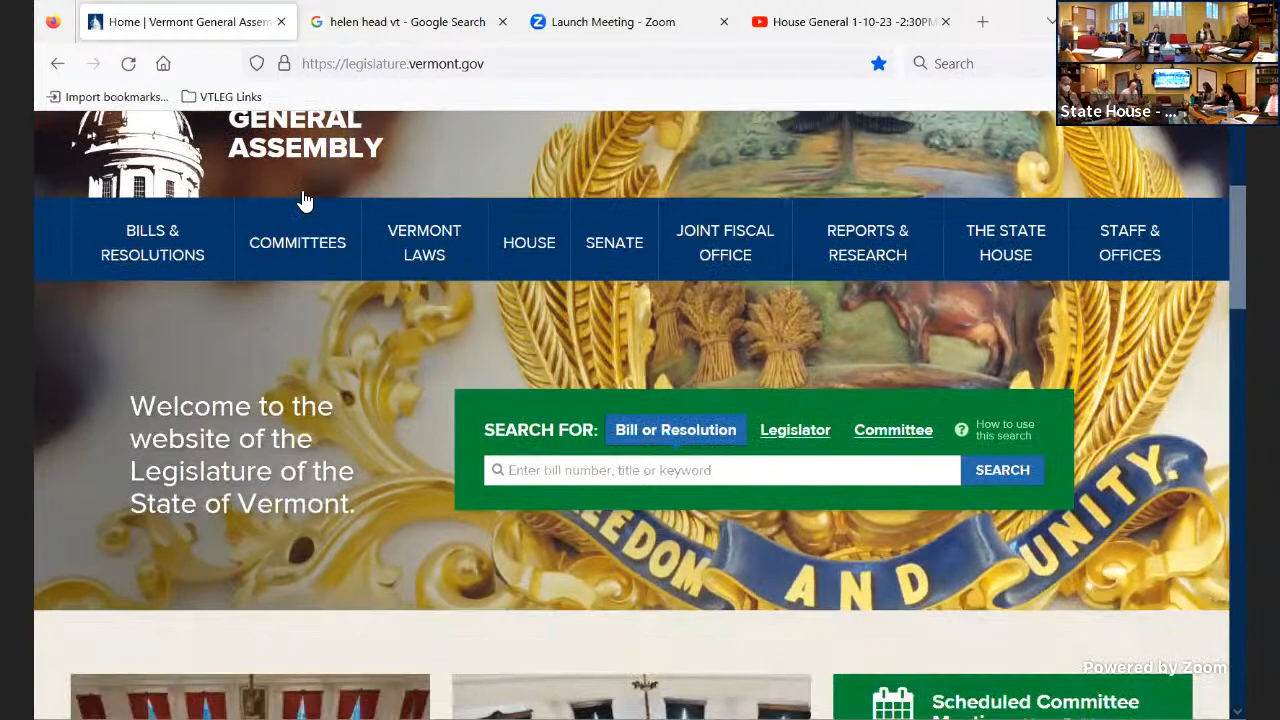 Home | Vermont General Assem
helen head vt - Google Search
Launch Meeting - Zoom
House General 1-10-23 -2:30PM
https://legislature.vermont.gov
Search
Import bookmarks...
VTLEG Links
State House - ...
GENERAL
ASSEMBLY
BILLS &
RESOLUTIONS
COMMITTEES
VERMONT
LAWS
HOUSE
SENATE
JOINT FISCAL
OFFICE
REPORTS &
RESEARCH
THE STATE
HOUSE
STAFF &
OFFICES
Welcome to the
website of the
Legislature of the
State of Vermont.
SEARCH FOR:
Bill or Resolution
Legislator
Committee
How to use
this search
Enter bill number, title or keyword
SEARCH
EEDOM AND UNITY.
Powered by Zoom
Scheduled Committee